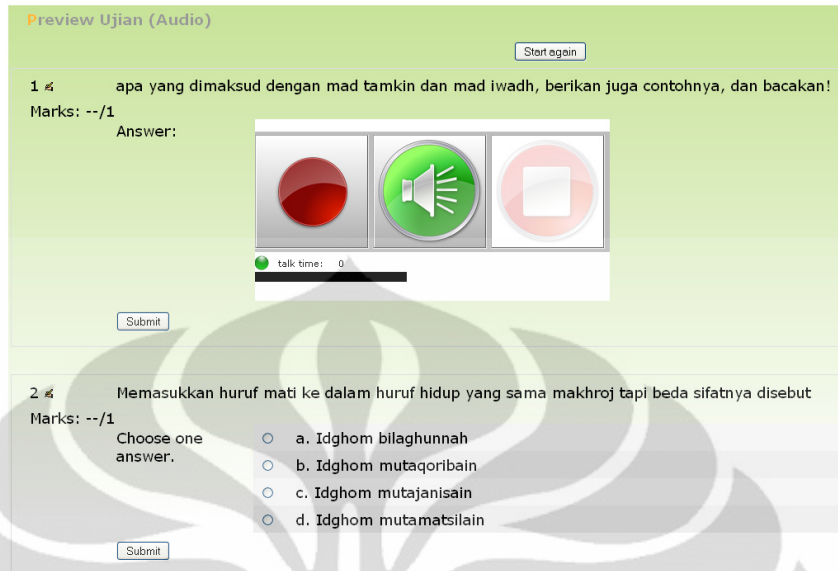 Preview Ujian (Audio)
Start again
1 apa yang dimaksud dengan mad tamkin dan mad iwadh, berikan juga contohnya, dan bacakan!
Marks: --/1
Answer:
talk time: 0
Submit
2 Memasukkan huruf mati ke dalam huruf hidup yang sama makhroj tapi beda sifatnya disebut
Marks: --/1
Choose one
answer.
a. Idghom bilaghunnah
b. Idghom mutaqoribain
c. Idghom mutajanisain
d. Idghom mutamatsilain
Submit